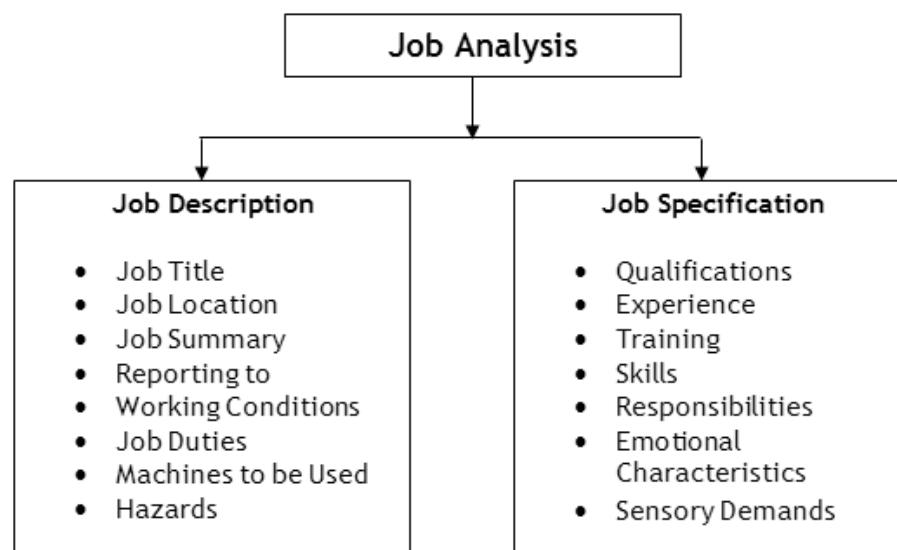 Job Analysis
Job Description
• Job Title
• Job Location
• Job Summary
• Reporting to
• Working Conditions
• Job Duties
• Machines to be Used
• Hazards
Job Specification
• Qualifications
• Experience
• Training
• Skills
• Responsibilities
• Emotional
Characteristics
• Sensory Demands